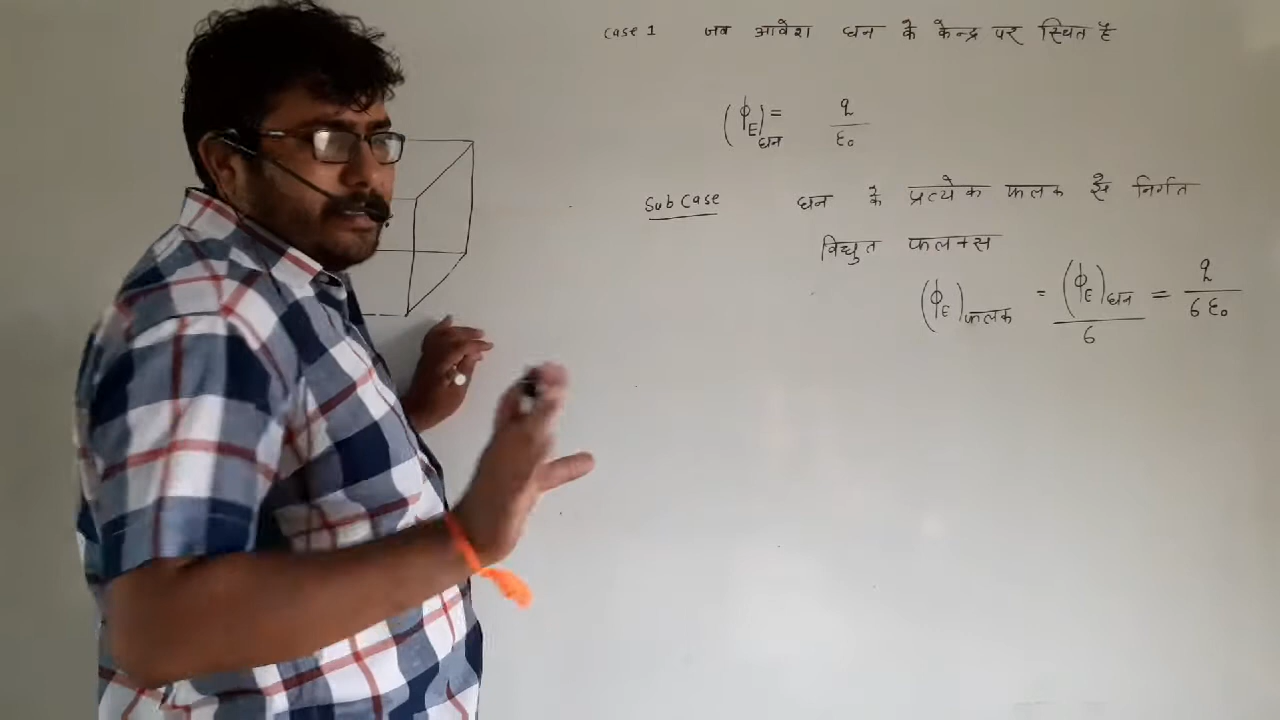 Case 1 जब आवेश घन के केन्द्र पर स्थित है
(ϕ_E)_घन = q/ε₀
Sub Case घन के प्रत्येक फलक से निर्गत
विद्युत फलक्स
(ϕ_E)_फलक = (ϕ_E)_घन/6 = q/6ε₀